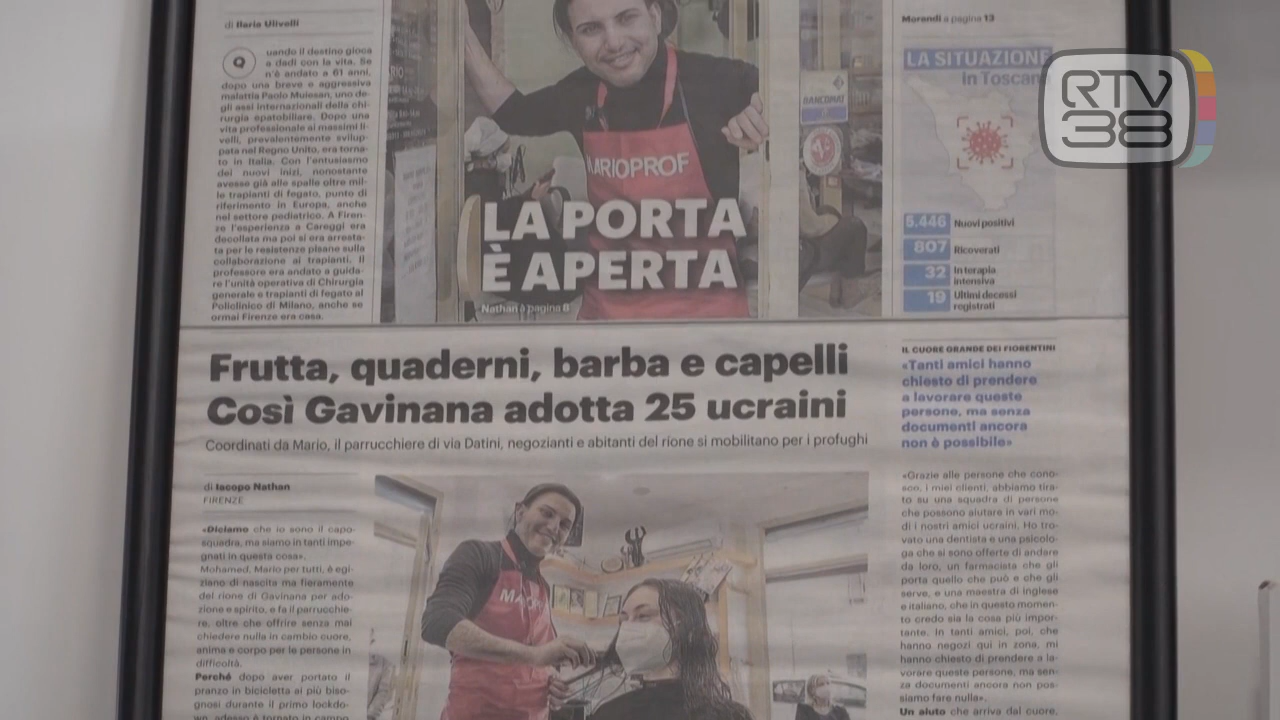 di Ilaria Ulivelli
Quando il destino gioca
a dadi con la vita. Se
n'è andato a 61 anni,
dopo una breve e aggressiva
malattia Paolo Muiesan, uno de-
gli assi internazionali della chi-
rurgia epatobiliare. Dopo una
vita professionale ai massimi li-
velli, prevalentemente svilup-
pata nel Regno Unito, era torna-
to in Italia. Con l'entusiasmo
dei nuovi inizi, nonostante
avesse già alle spalle oltre mil-
le trapianti di fegato, punto di
riferimento in Europa, anche
nel settore pediatrico. A Firen-
ze l'esperienza a Careggi era
decollata ma poi si era arresta-
ta per le resistenze pisane sulla
collaborazione ai trapianti. Il
professore era andato a guida-
re l'unità operativa di Chirurgia
generale e trapianti di fegato al
Policlinico di Milano, anche se
ormai Firenze era casa.
BANCOMAT
MARIOPROF
LA PORTA
È APERTA
Nathan a pagina 8
Morandi a pagina 13
LA SITUAZIONE
in Toscana
RTV
38
5.446 Nuovi positivi
807 Ricoverati
32 In terapia
intensiva
19 Ultimi decessi
registrati
Frutta, quaderni, barba e capelli
Così Gavinana adotta 25 ucraini
Coordinati da Mario, il parrucchiere di via Datini, negozianti e abitanti del rione si mobilitano per i profughi
di Iacopo Nathan
FIRENZE
«Diciamo che io sono il capo-
squadra, ma siamo in tanti impe-
gnati in questa cosa».
Mohamed, Mario per tutti, è egi-
ziano di nascita ma fieramente
del rione di Gavinana per ado-
zione e spirito, e fa il parrucchie-
re, oltre che offrire senza mai
chiedere nulla in cambio cuore,
anima e corpo per le persone in
difficoltà.
Perché dopo aver portato il
pranzo in bicicletta ai più biso-
gnosi durante il primo lockdo-
wn, adesso è tornato in campo
IL CUORE GRANDE DEI FIORENTINI
«Tanti amici hanno
chiesto di prendere
a lavorare queste
persone, ma senza
documenti ancora
non è possibile»
«Grazie alle persone che cono-
sco, i miei clienti, abbiamo tira-
to su una squadra di persone
che possono aiutare in vari mo-
di i nostri amici ucraini. Ho tro-
vato una dentista e una psicolo-
ga che si sono offerte di andare
da loro, un farmacista che gli
porta quello che può e che gli
serve, e una maestra di inglese
e italiano, che in questo momen-
to credo sia la cosa più impor-
tante. In tanti amici, poi, che
hanno negozi qui in zona, mi
hanno chiesto di prendere a la-
vorare queste persone, ma sen-
za documenti ancora non pos-
siamo fare nulla».
Un aiuto che arriva dal cuore,